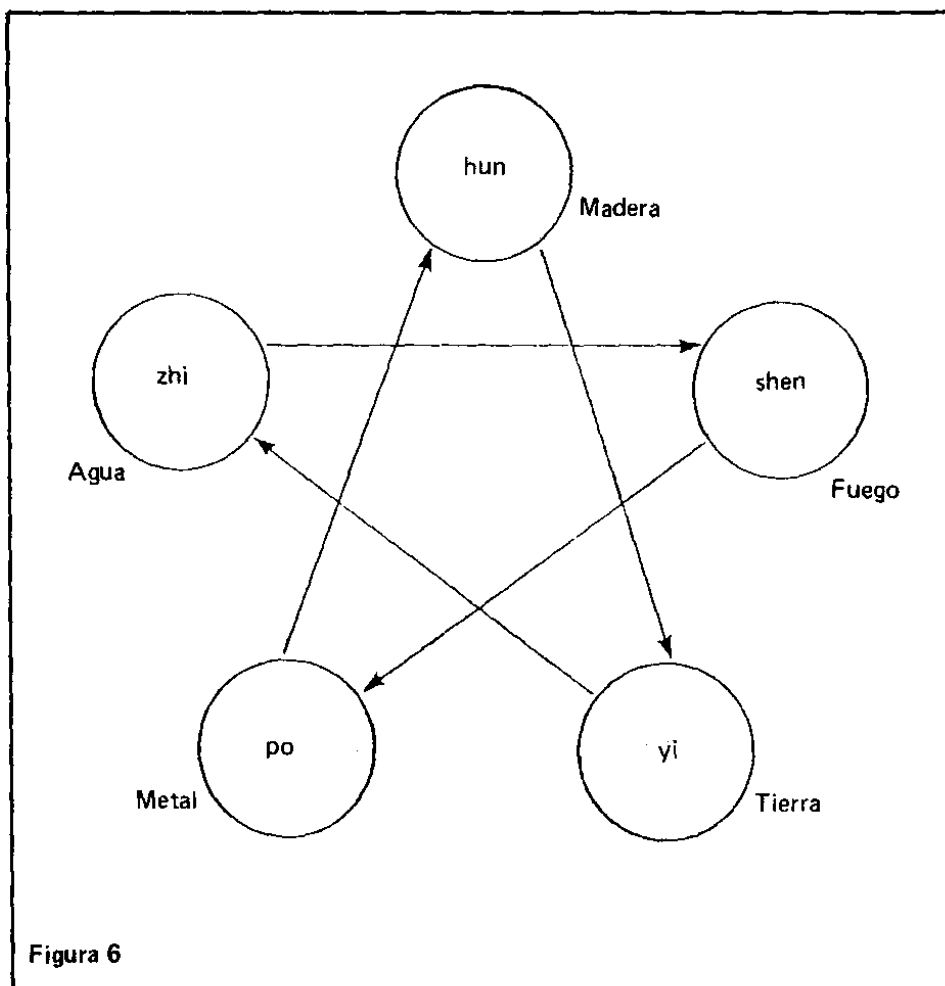 hun
Madera
zhi
shen
Agua
Fuego
po
yi
Metal
Tierra
Figura 6